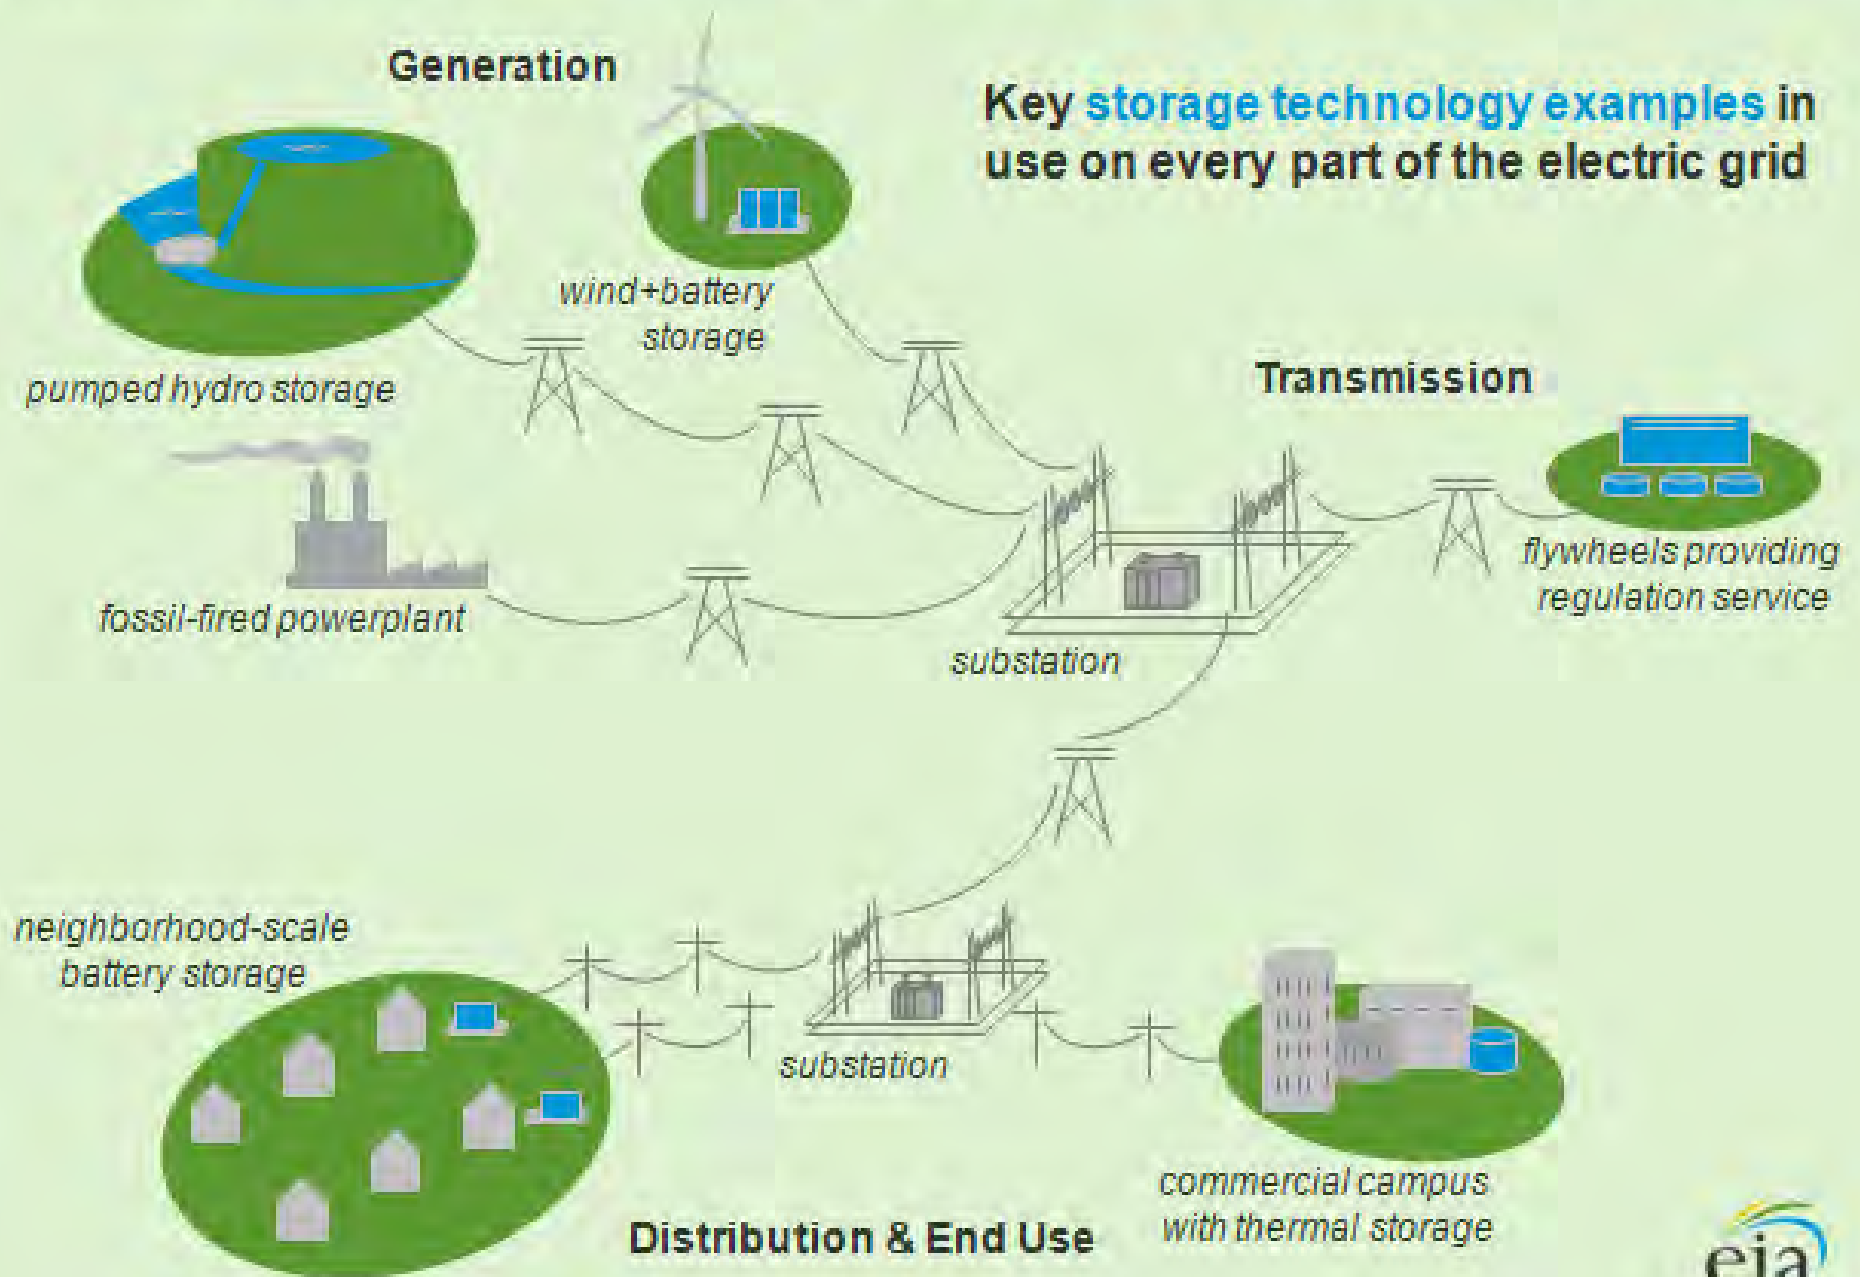 Generation
Key storage technology examples in
use on every part of the electric grid
wind+battery
storage
pumped hydro storage
Transmission
flywheels providing
regulation service
fossil-fired powerplant
substation
neighborhood-scale
battery storage
substation
commercial campus
with thermal storage
Distribution & End Use
eia